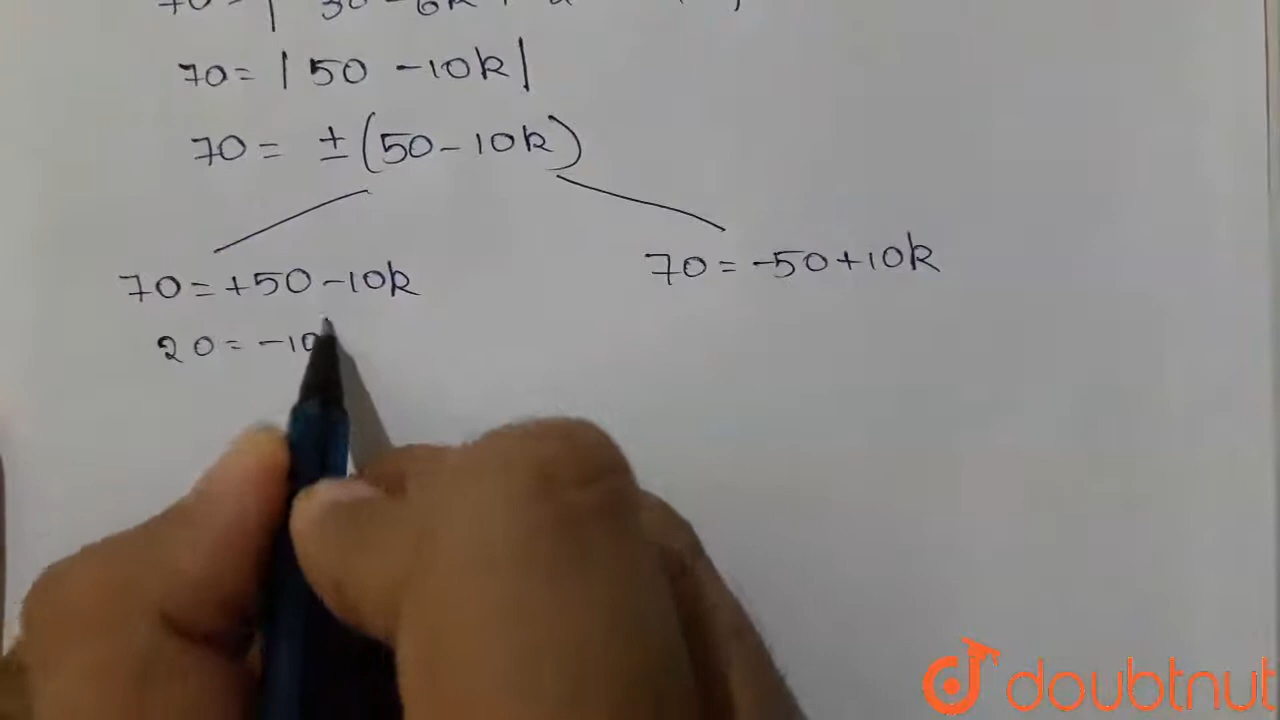 70 = | 50 - 10k |
70 = ± (50 - 10k)
70 = +50 - 10k
70 = -50 + 10k
20 = -10
doubtnut